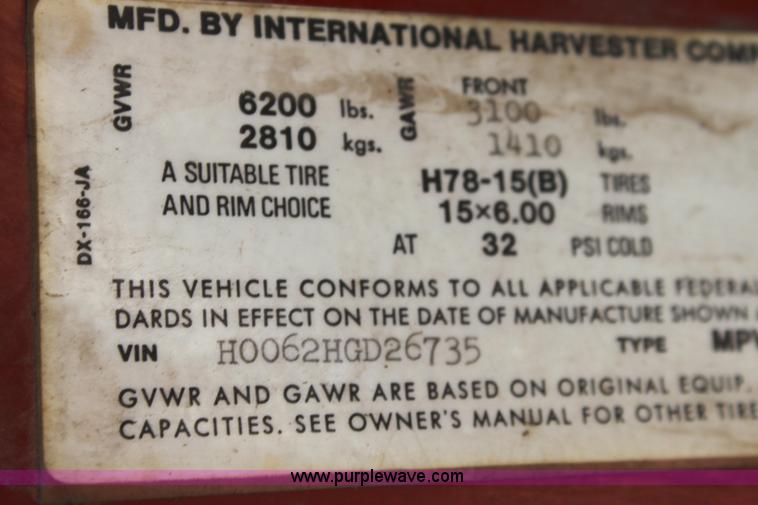 MFD. BY INTERNATIONAL HARVESTER COMP
FRONT
GVWR 6200 lbs. GAWR 3100 lbs.
2810 kgs. 1410 kgs.
A SUITABLE TIRE H78-15(B) TIRES
AND RIM CHOICE 15×6.00 RIMS
AT 32 PSI COLD
DX-166-JA
THIS VEHICLE CONFORMS TO ALL APPLICABLE FEDERAL
DARDS IN EFFECT ON THE DATE OF MANUFACTURE SHOWN
VIN H0062HGD26735 TYPE MPV
GVWR AND GAWR ARE BASED ON ORIGINAL EQUIP.
CAPACITIES. SEE OWNER'S MANUAL FOR OTHER TIRE
www.purplewave.com